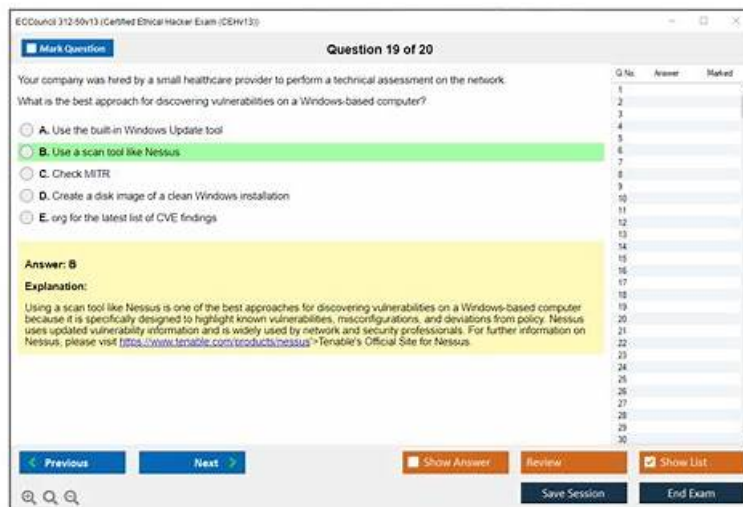 ECCouncil 312-50v13 (Certified Ethical Hacker Exam (CEHv13))
Mark Question
Question 19 of 20
Your company was hired by a small healthcare provider to perform a technical assessment on the network.
What is the best approach for discovering vulnerabilities on a Windows-based computer?
A. Use the built-in Windows Update tool
B. Use a scan tool like Nessus
C. Check MITR
D. Create a disk image of a clean Windows installation
E. org for the latest list of CVE findings
Answer: B
Explanation:
Using a scan tool like Nessus is one of the best approaches for discovering vulnerabilities on a Windows-based computer
because it is specifically designed to highlight known vulnerabilities, misconfigurations, and deviations from policy. Nessus
uses updated vulnerability information and is widely used by network and security professionals. For further information on
Nessus, please visit https://www.tenable.com/products/nessus">Tenable's Official Site for Nessus.
Q.No. Answer Marked
1
2
3
4
5
6
7
8
9
10
11
12
13
14
15
16
17
18
19
20
21
22
23
24
25
26
27
28
29
30
Previous
Next
Show Answer
Review
Show List
Save Session
End Exam